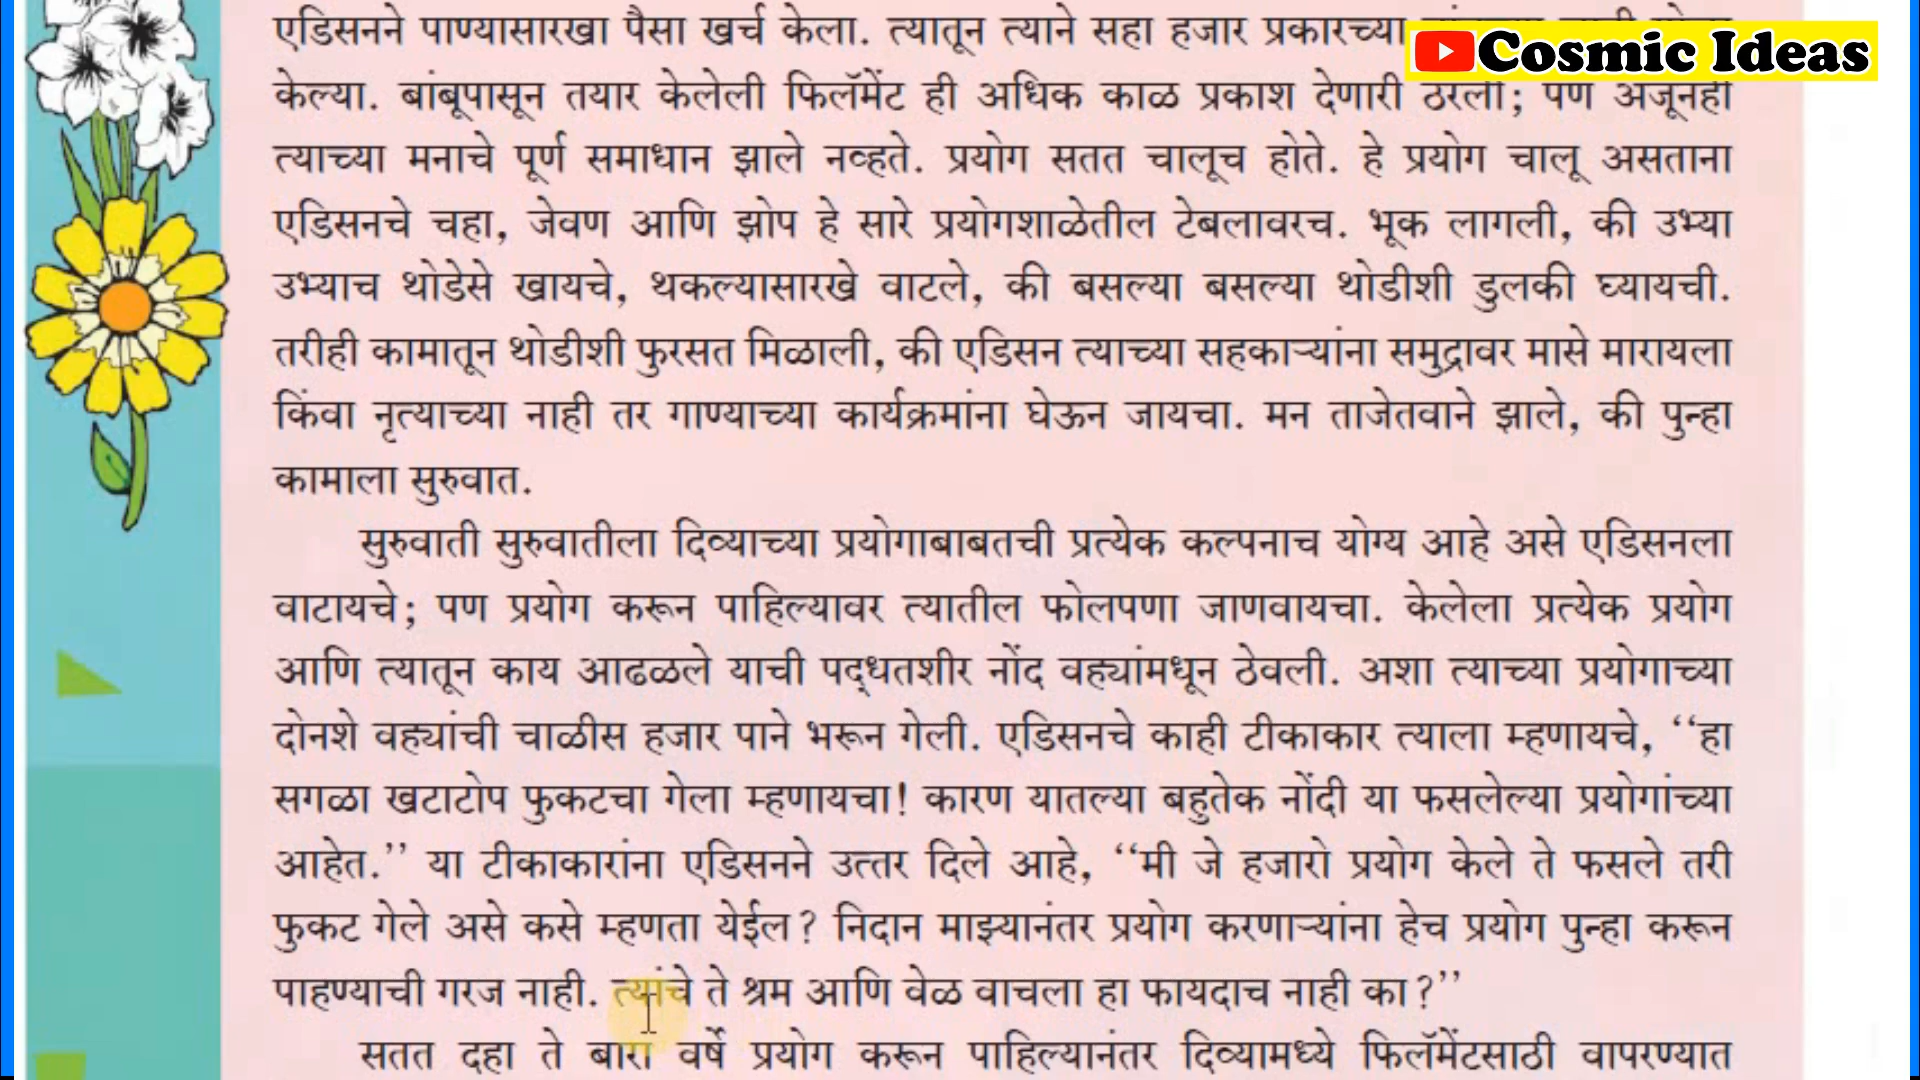 एडिसनने पाण्यासारखा पैसा खर्च केला. त्यातून त्याने सहा हजार प्रकारच्या
Cosmic Ideas
केल्या. बांबूपासून तयार केलेली फिलॅमेंट ही अधिक काळ प्रकाश देणारी ठरली; पण अजूनही
त्याच्या मनाचे पूर्ण समाधान झाले नव्हते. प्रयोग सतत चालूच होते. हे प्रयोग चालू असताना
एडिसनचे चहा, जेवण आणि झोप हे सारे प्रयोगशाळेतील टेबलावरच. भूक लागली, की उभ्या
उभ्याच थोडेसे खायचे, थकल्यासारखे वाटले, की बसल्या बसल्या थोडीशी डुलकी घ्यायची.
तरीही कामातून थोडीशी फुरसत मिळाली, की एडिसन त्याच्या सहकाऱ्यांना समुद्रावर मासे मारायला
किंवा नृत्याच्या नाही तर गाण्याच्या कार्यक्रमांना घेऊन जायचा. मन ताजेतवाने झाले, की पुन्हा
कामाला सुरुवात.
सुरुवाती सुरुवातीला दिव्याच्या प्रयोगाबाबतची प्रत्येक कल्पनाच योग्य आहे असे एडिसनला
वाटायचे; पण प्रयोग करून पाहिल्यावर त्यातील फोलपणा जाणवायचा. केलेला प्रत्येक प्रयोग
आणि त्यातून काय आढळले याची पद्धतशीर नोंद वह्यांमधून ठेवली. अशा त्याच्या प्रयोगाच्या
दोनशे वह्यांची चाळीस हजार पाने भरून गेली. एडिसनचे काही टीकाकार त्याला म्हणायचे, ‘‘हा
सगळा खटाटोप फुकटचा गेला म्हणायचा! कारण यातल्या बहुतेक नोंदी या फसलेल्या प्रयोगांच्या
आहेत.’’ या टीकाकारांना एडिसनने उत्तर दिले आहे, ‘‘मी जे हजारो प्रयोग केले ते फसले तरी
फुकट गेले असे कसे म्हणता येईल? निदान माझ्यानंतर प्रयोग करणाऱ्यांना हेच प्रयोग पुन्हा करून
पाहण्याची गरज नाही. त्यांचे ते श्रम आणि वेळ वाचला हा फायदाच नाही का?’’
सतत दहा ते बारा वर्षे प्रयोग करून पाहिल्यानंतर दिव्यामध्ये फिलॅमेंटसाठी वापरण्यात